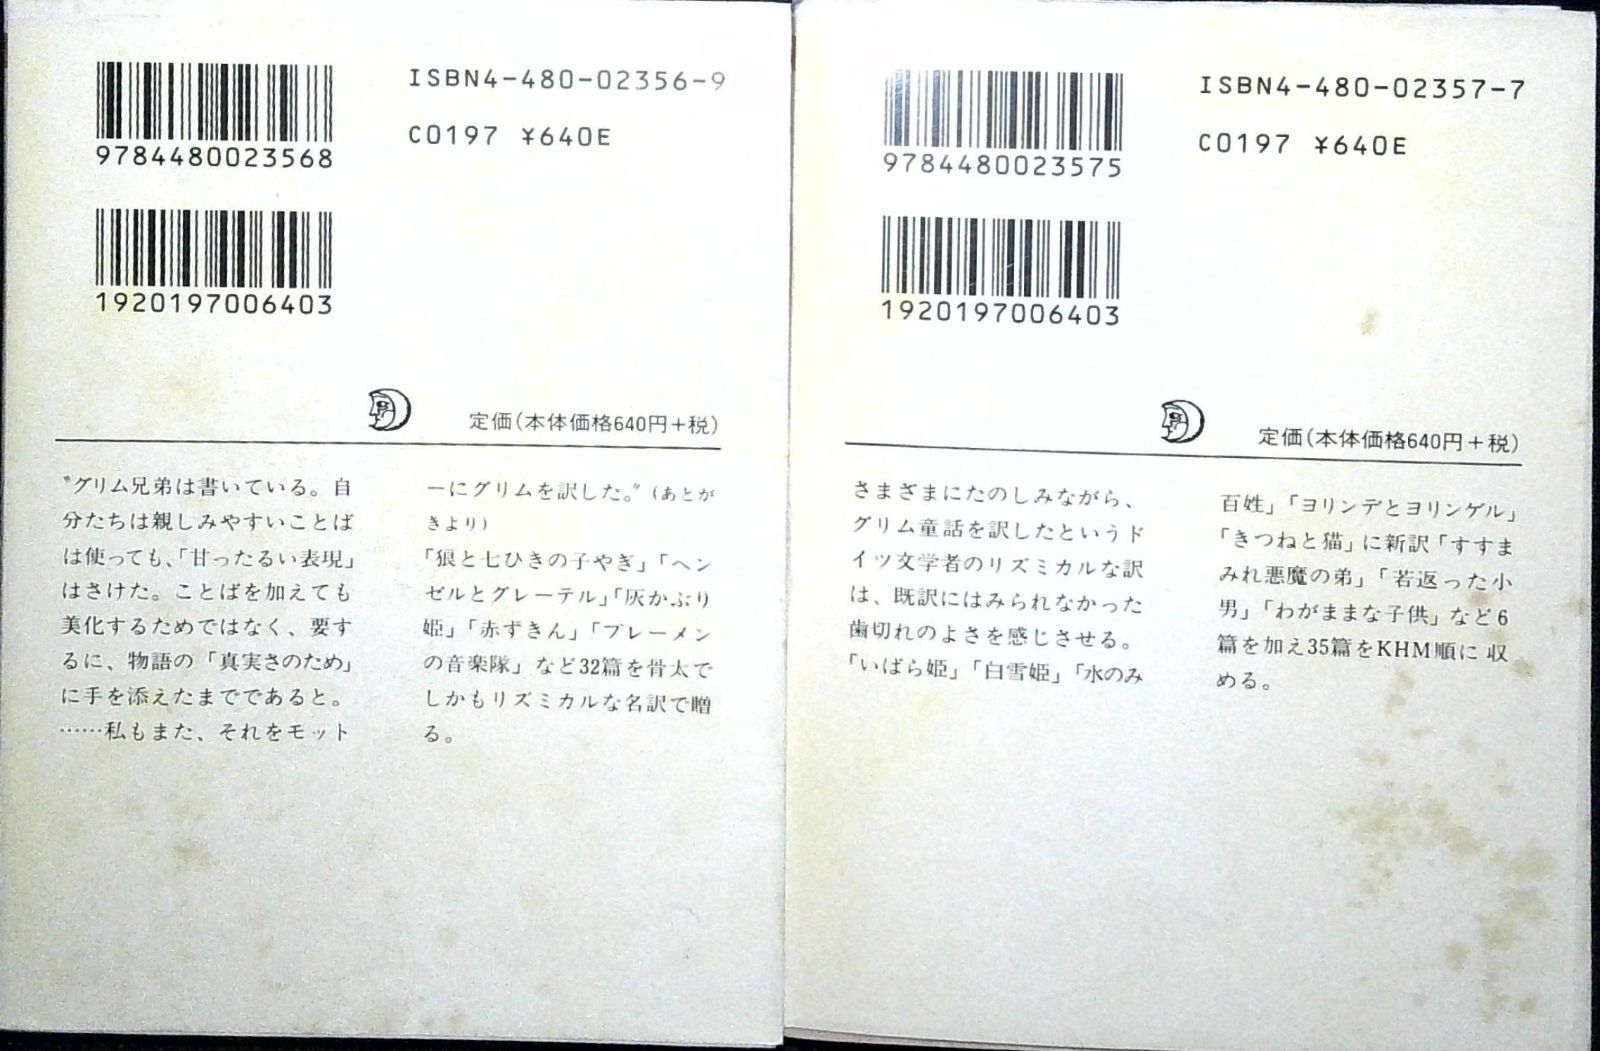 ISBN4-480-02356-9
C0197 ¥640E
9784480023568
1920197006403
定価(本体価格640円+税)
〝グリム兄弟は書いている。自
分たちは親しみやすいことば
は使っても、「甘ったるい表現」
はさけた。ことばを加えても
美化するためではなく、要す
るに、物語の「真実さのため」
に手を添えたまでであると。
……私もまた、それをモット
ーにグリムを訳した。〟(あとが
きより)
「狼と七ひきの子やぎ」「ヘン
ゼルとグレーテル」「灰かぶり
姫」「赤ずきん」「ブレーメン
の音楽隊」など32篇を骨太で
しかもリズミカルな名訳で贈
る。
ISBN4-480-02357-7
C0197 ¥640E
9784480023575
1920197006403
定価(本体価格640円+税)
さまざまにたのしみながら、
グリム童話を訳したというド
イツ文学者のリズミカルな訳
は、既訳にはみられなかった
歯切れのよさを感じさせる。
「いばら姫」「白雪姫」「水のみ
百姓」「ヨリンデとヨリンゲル」
「きつねと猫」に新訳「すすま
みれ悪魔の弟」「若返った小
男」「わがままな子供」など6
篇を加え35篇をKHM順に収
める。